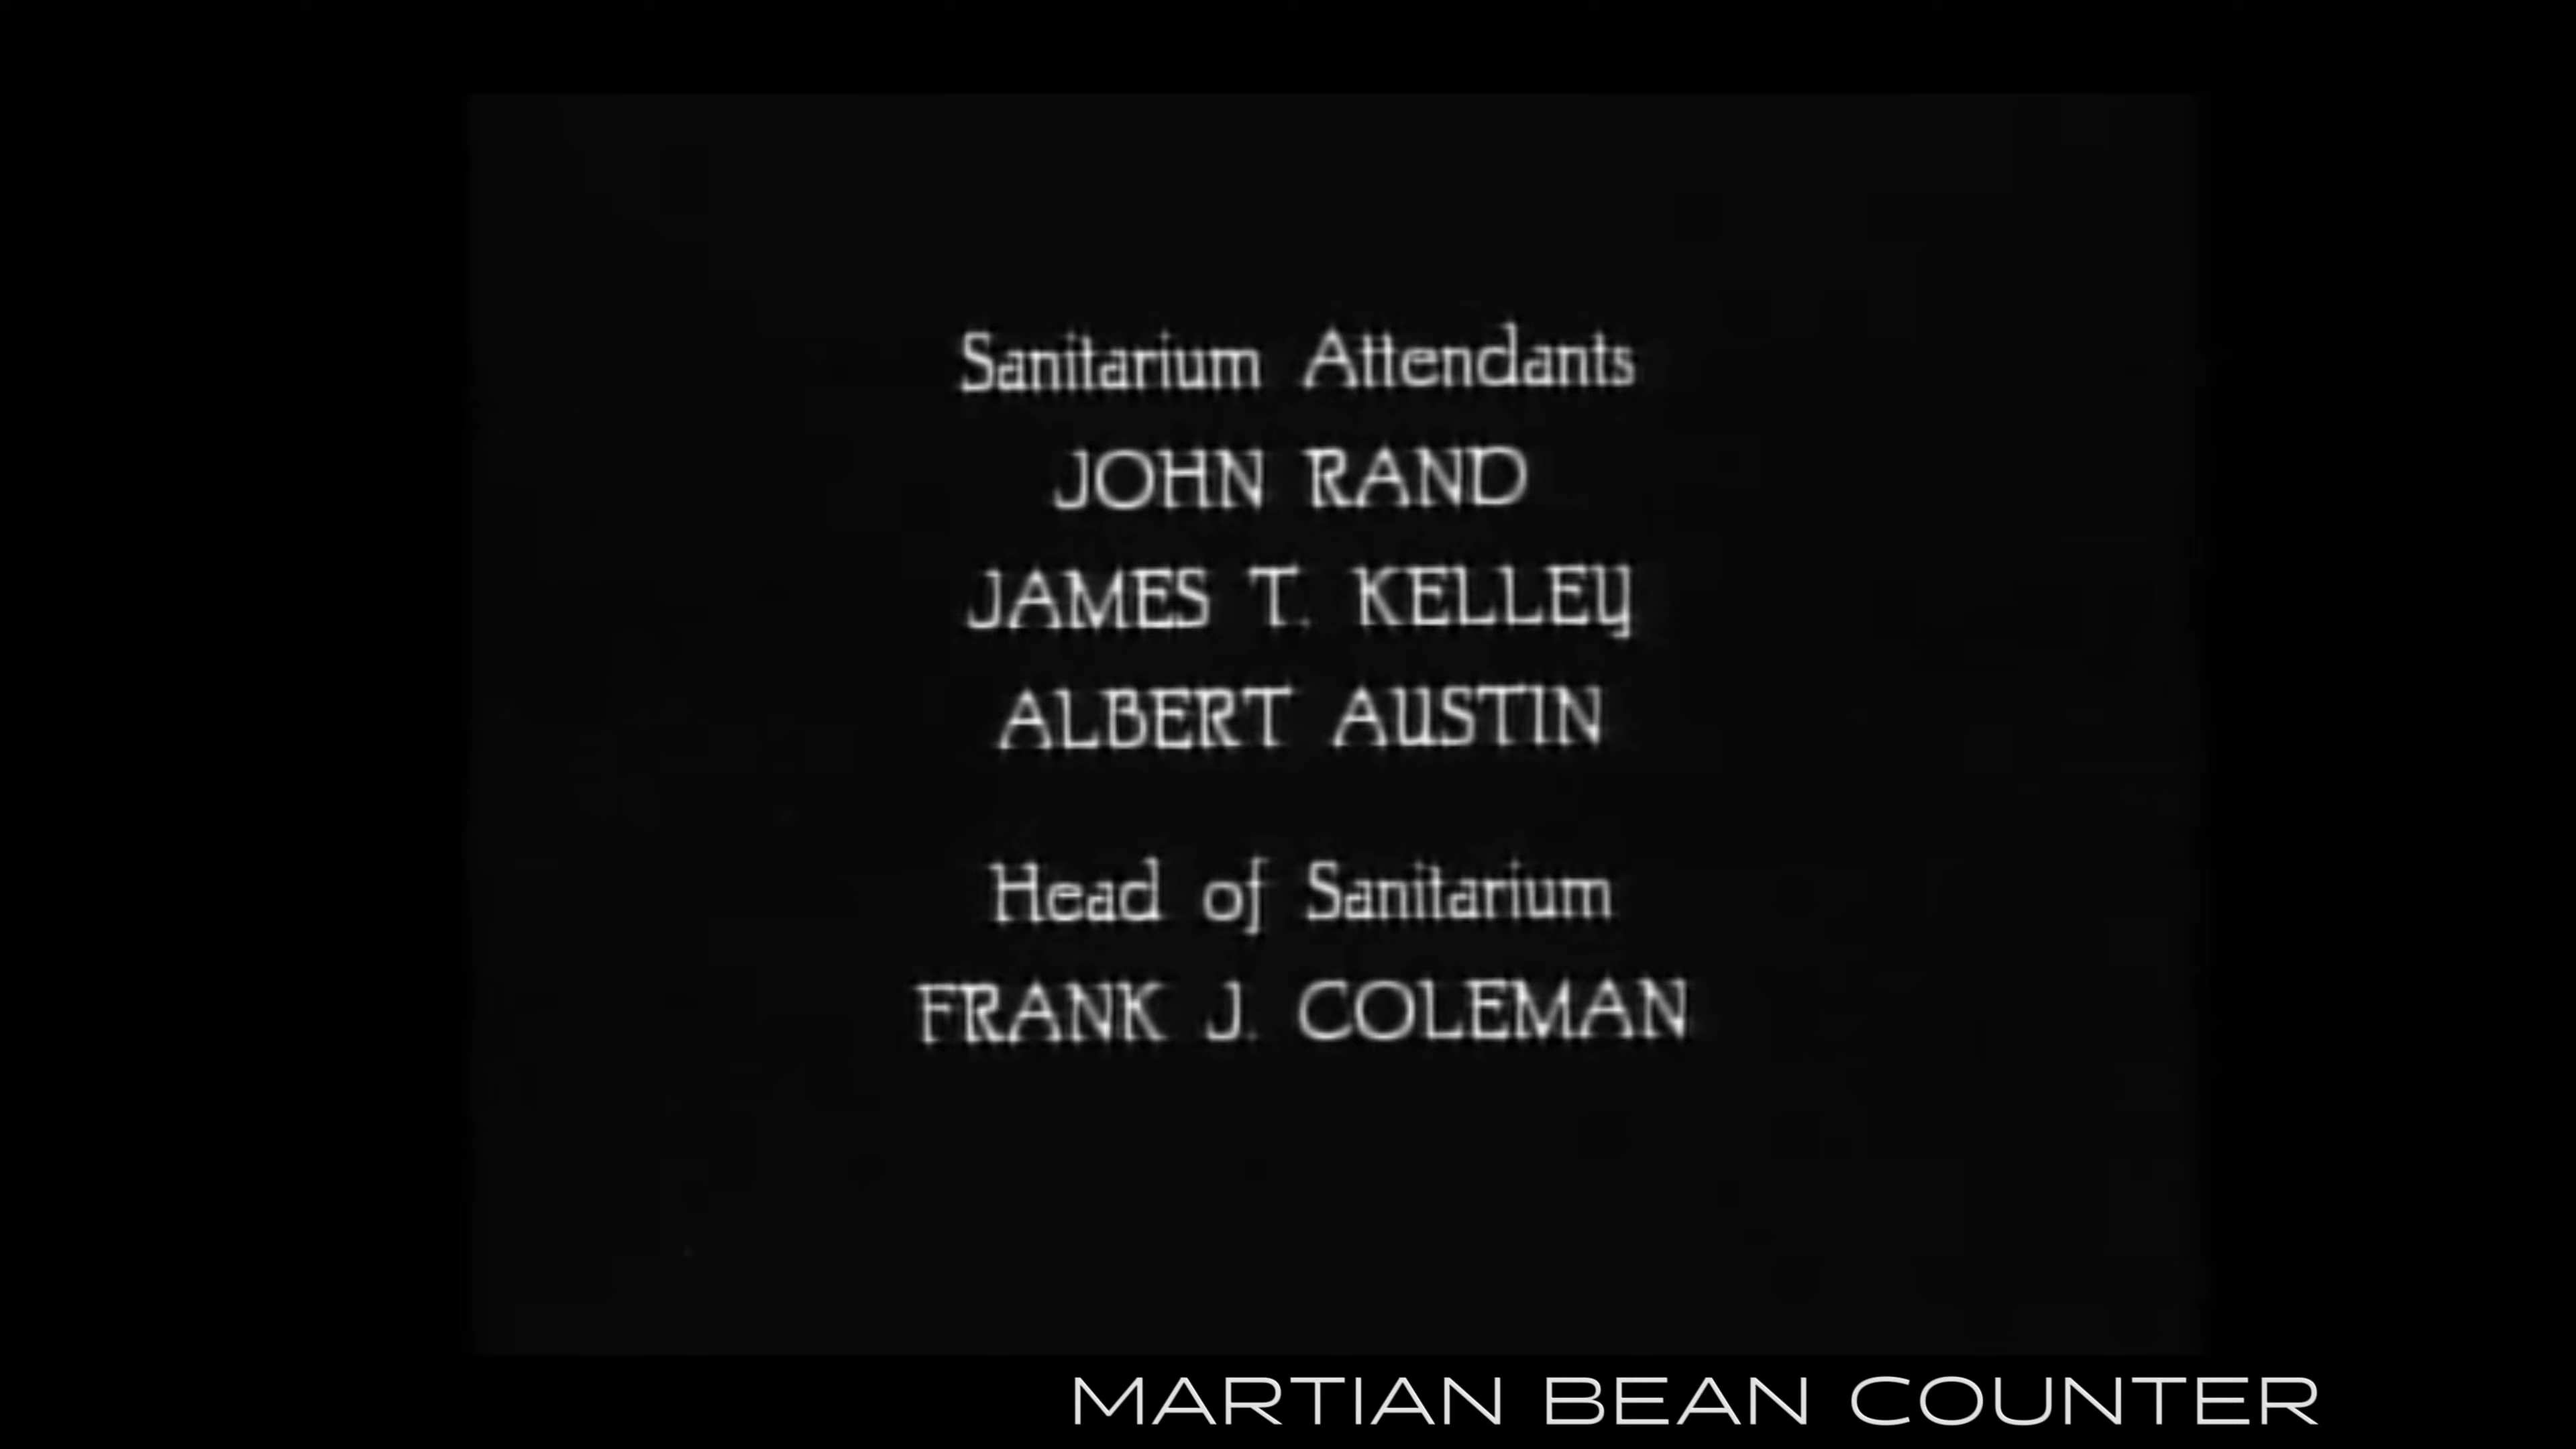 Sanitarium Attendants
JOHN RAND
JAMES T. KELLEY
ALBERT AUSTIN
Head of Sanitarium
FRANK J. COLEMAN
MARTIAN BEAN COUNTER